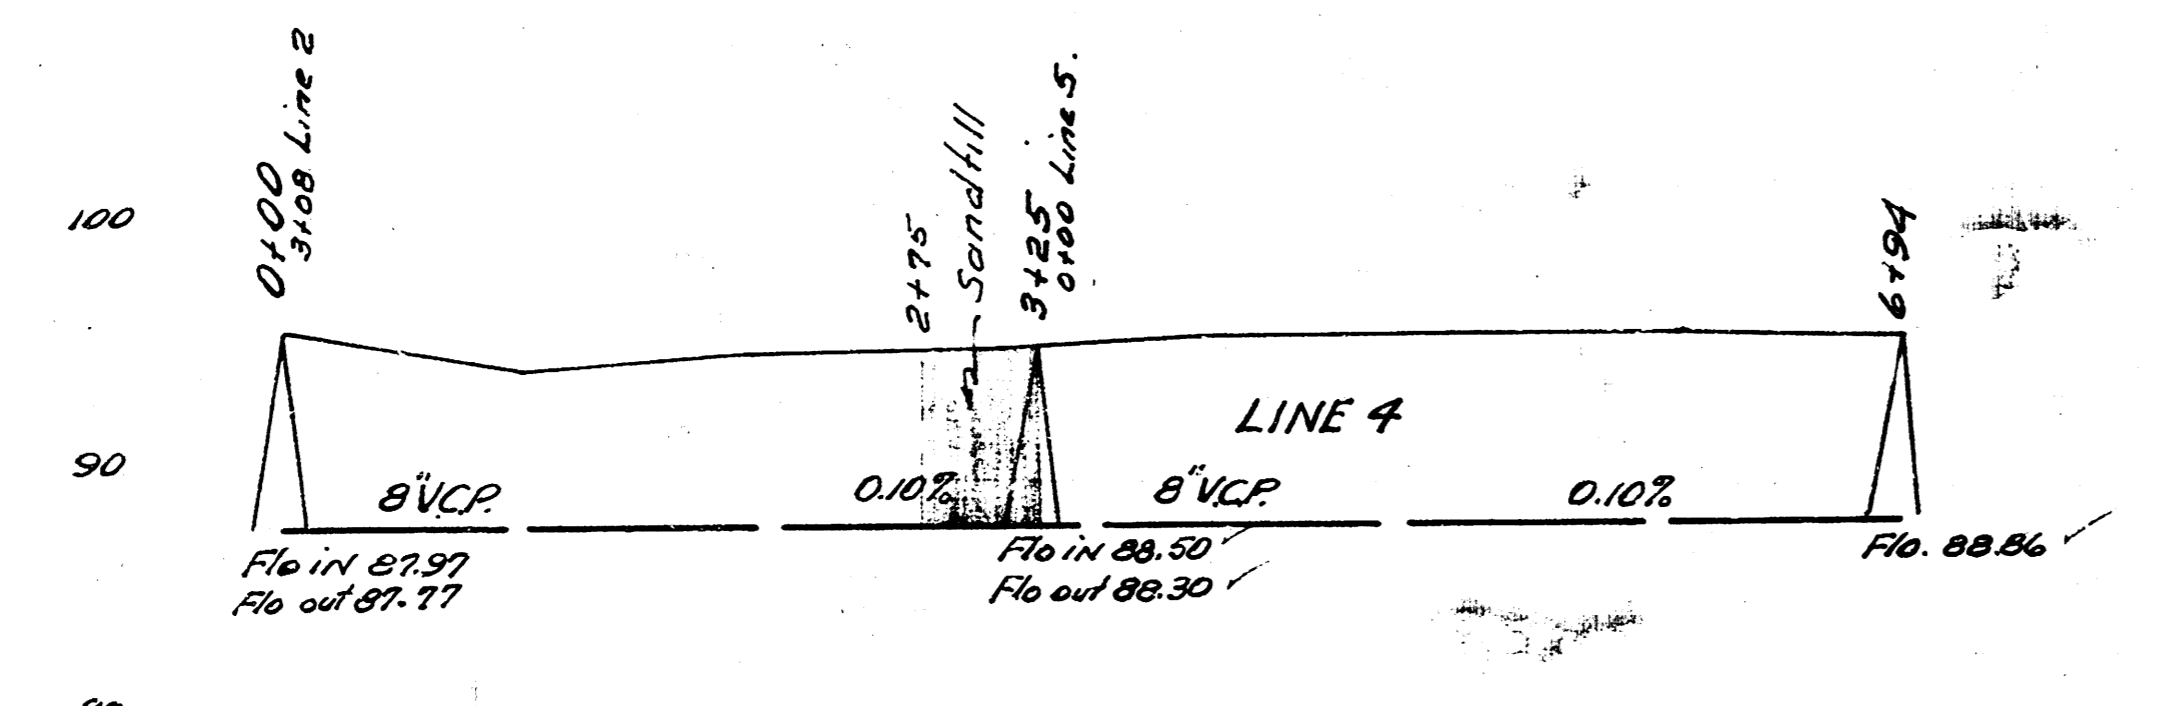 0+00
3+08 Line 2
2+75
Sandfill
3+25
0+00 Line 5.
6+94
100
90
LINE 4
8"V.C.P.
0.10%
8"V.C.P.
0.10%
Flo in 87.97
Flo out 87.77
Flo in 88.50
Flo out 88.30
Flo. 88.86